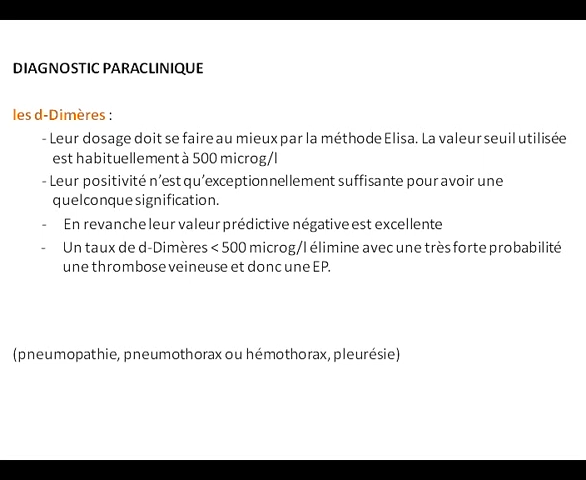 DIAGNOSTIC PARACLINIQUE
les d-Dimères :
- Leur dosage doit se faire au mieux par la méthode Elisa. La valeur seuil utilisée
est habituellement à 500 microg/l
- Leur positivité n’est qu’exceptionnellement suffisante pour avoir une
quelconque signification.
- En revanche leur valeur prédictive négative est excellente
- Un taux de d-Dimères < 500 microg/l élimine avec une très forte probabilité
une thrombose veineuse et donc une EP.
(pneumopathie, pneumothorax ou hémothorax, pleurésie)